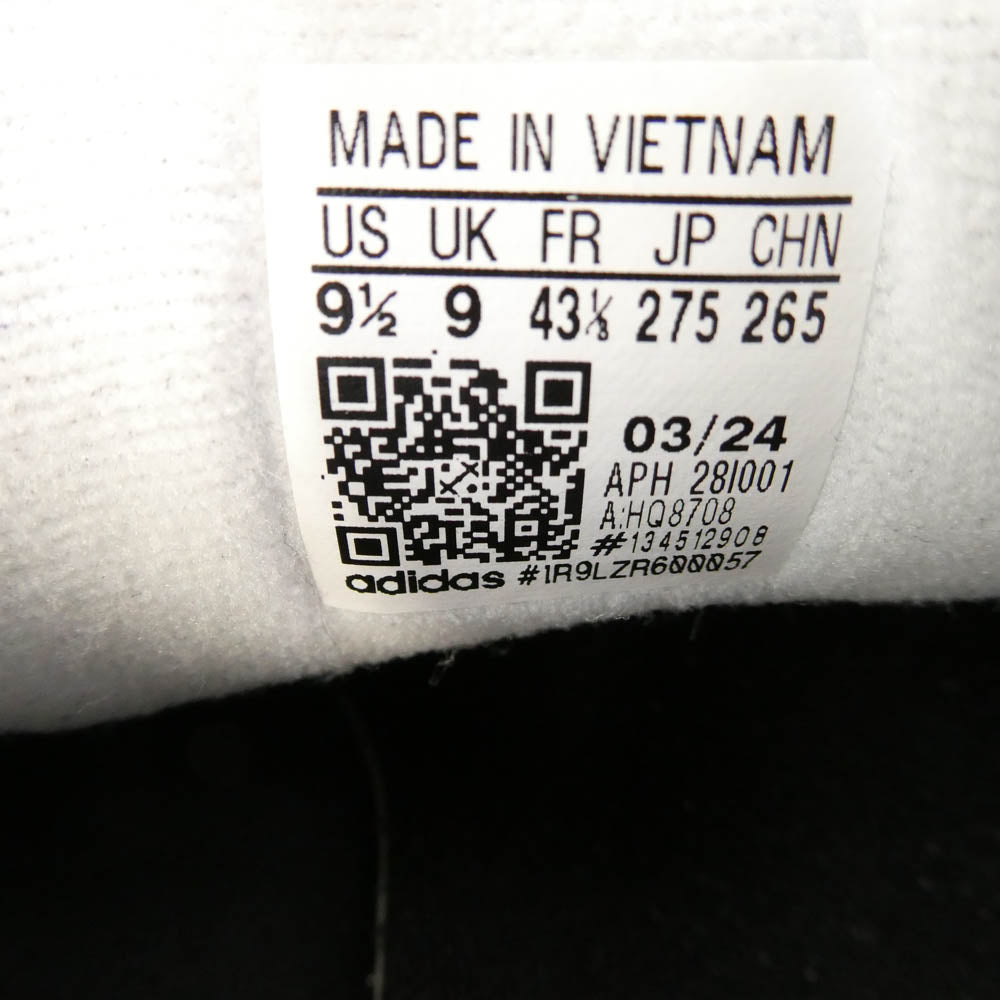 MADE IN VIETNAM
US UK FR JP CHN
9½ 9 43⅓ 275 265
03/24
APH 28I001
A:HQ8708
#134512908
adidas #1R9LZR6000057